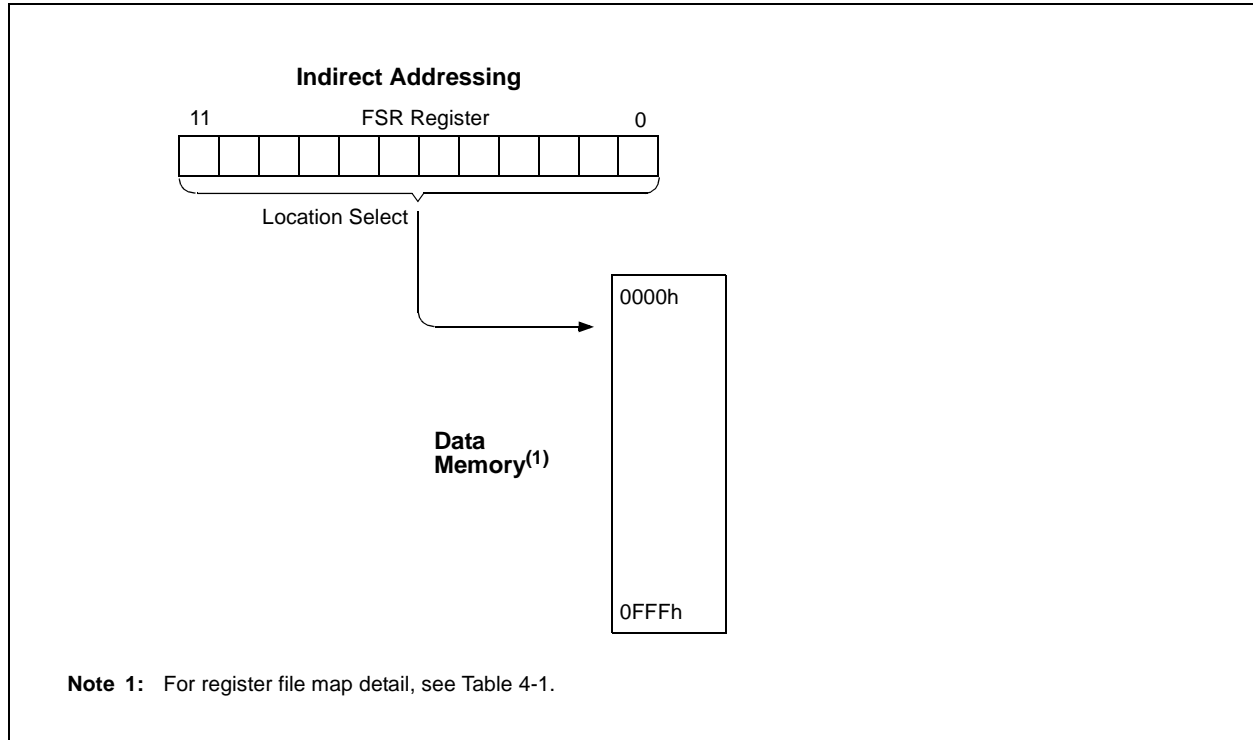 Indirect Addressing
11 FSR Register 0
Location Select
0000h
Data
Memory(1)
0FFFh
Note 1: For register file map detail, see Table 4-1.